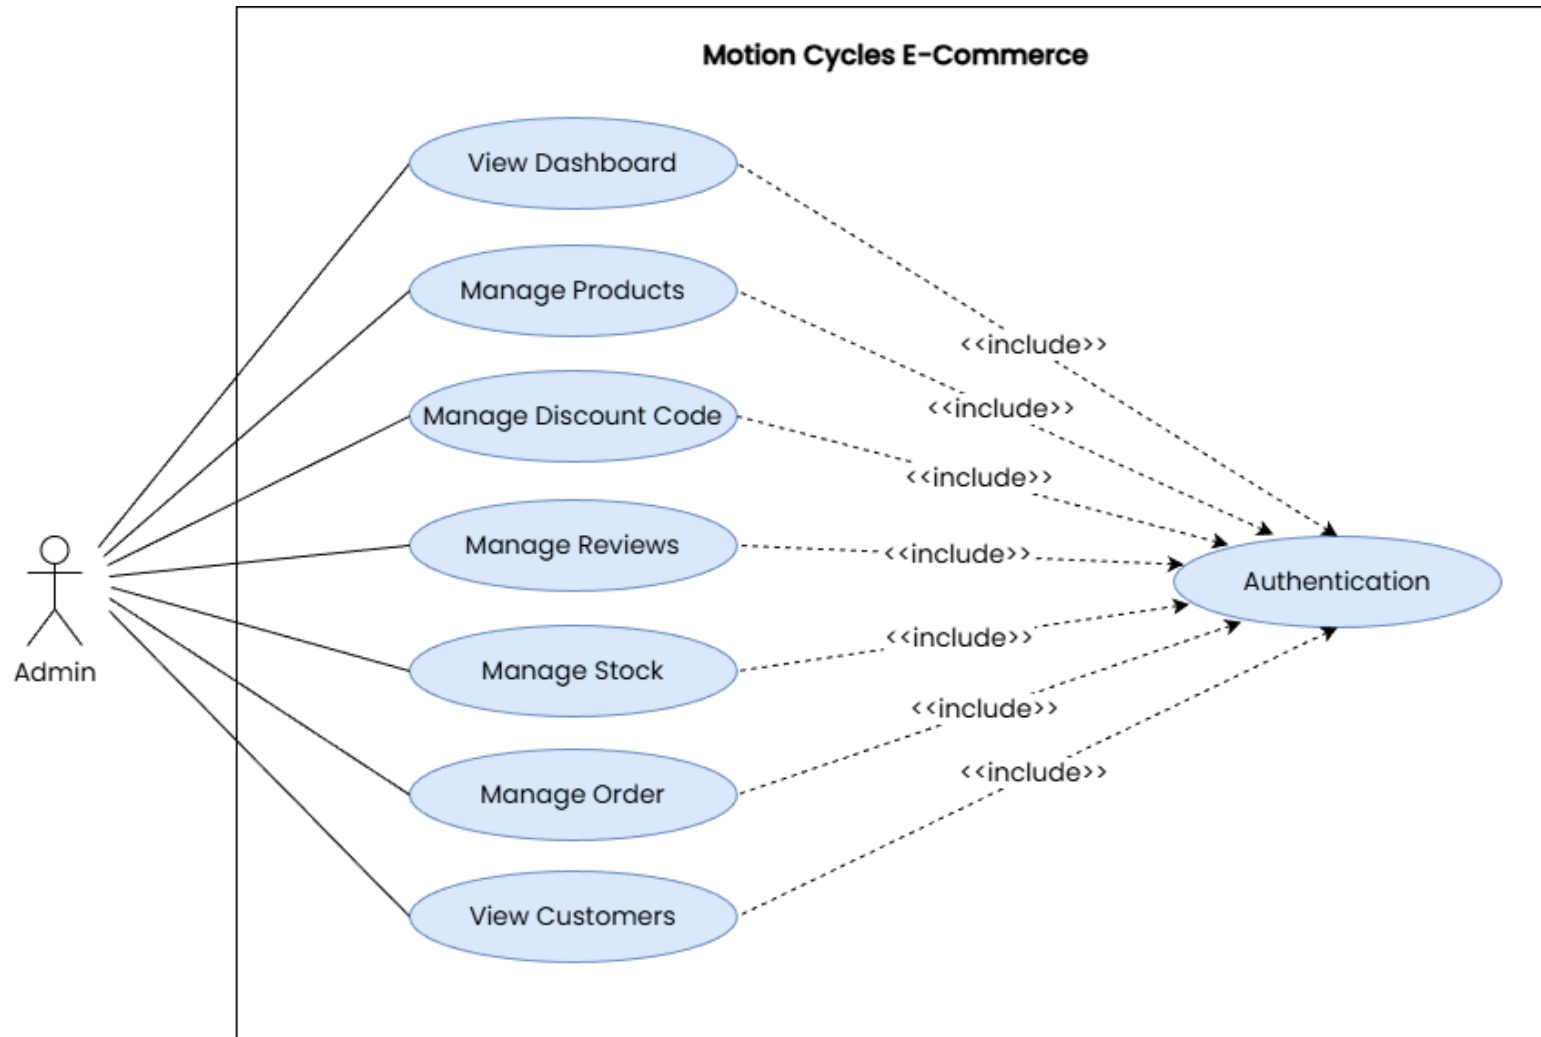 Motion Cycles E-Commerce
View Dashboard
Manage Products
<<include>>
<<include>>
Manage Discount Code
<<include>>
Manage Reviews
<<include>>
Authentication
<<include>>
Admin
Manage Stock
<<include>>
<<include>>
Manage Order
View Customers